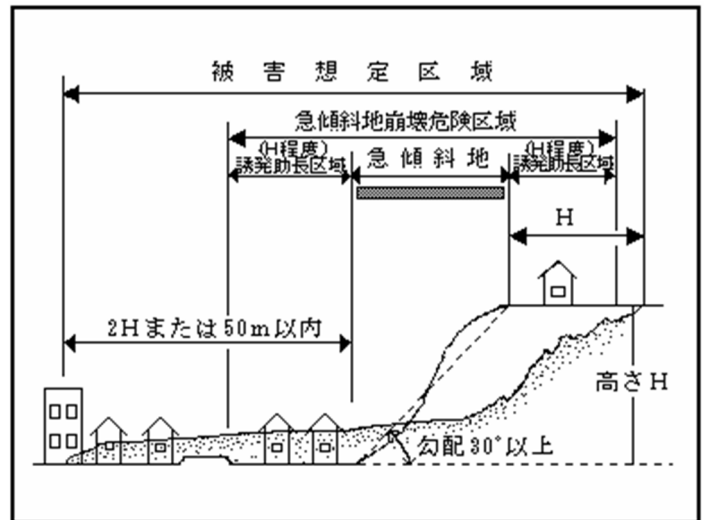 被害想定区域
急傾斜地崩壊危険区域
(H程度)
誘発助長区域
急傾斜地
(H程度)
誘発助長区域
H
2Hまたは50m以内
高さH
勾配30°以上